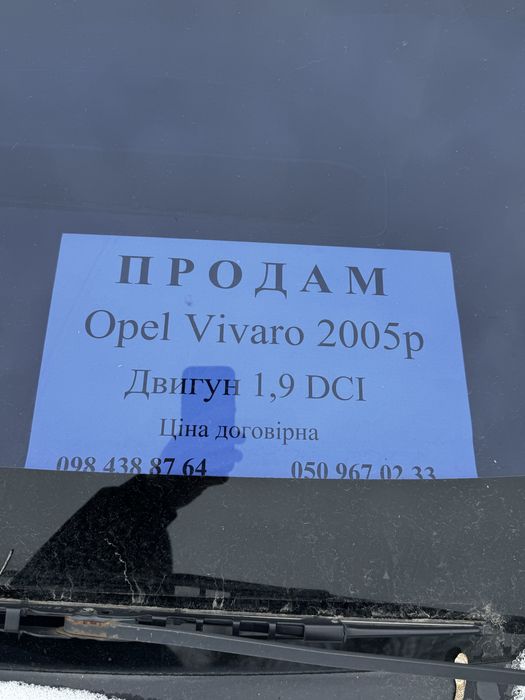 ПРОДАМ
Opel Vivaro 2005р
Двигун 1,9 DCI
Ціна договірна
098 438 87 64 050 967 02 33